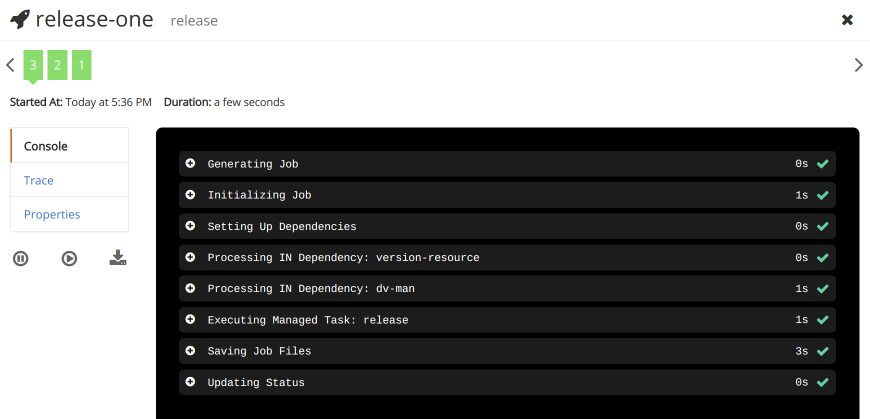 release-one release
3 2 1
Started At: Today at 5:36 PM Duration: a few seconds
Console
Trace
Properties
Generating Job 0s
Initializing Job 1s
Setting Up Dependencies 0s
Processing IN Dependency: version-resource 0s
Processing IN Dependency: dv-man 1s
Executing Managed Task: release 1s
Saving Job Files 3s
Updating Status 0s